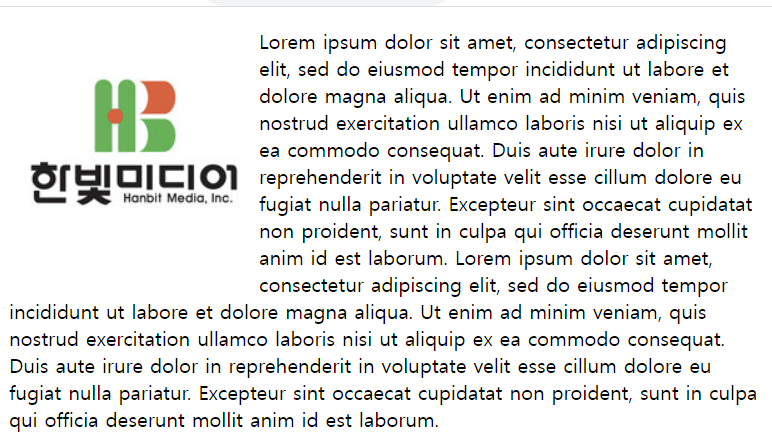 HB
한빛미디어
Hanbit Media, Inc.
Lorem ipsum dolor sit amet, consectetur adipiscing
elit, sed do eiusmod tempor incididunt ut labore et
dolore magna aliqua. Ut enim ad minim veniam, quis
nostrud exercitation ullamco laboris nisi ut aliquip ex
ea commodo consequat. Duis aute irure dolor in
reprehenderit in voluptate velit esse cillum dolore eu
fugiat nulla pariatur. Excepteur sint occaecat cupidatat
non proident, sunt in culpa qui officia deserunt mollit
anim id est laborum. Lorem ipsum dolor sit amet,
consectetur adipiscing elit, sed do eiusmod tempor
incididunt ut labore et dolore magna aliqua. Ut enim ad minim veniam, quis
nostrud exercitation ullamco laboris nisi ut aliquip ex ea commodo consequat.
Duis aute irure dolor in reprehenderit in voluptate velit esse cillum dolore eu
fugiat nulla pariatur. Excepteur sint occaecat cupidatat non proident, sunt in culpa
qui officia deserunt mollit anim id est laborum.